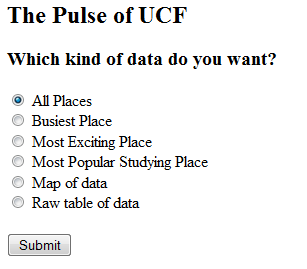 The Pulse of UCF
Which kind of data do you want?
All Places
Busiest Place
Most Exciting Place
Most Popular Studying Place
Map of data
Raw table of data
Submit